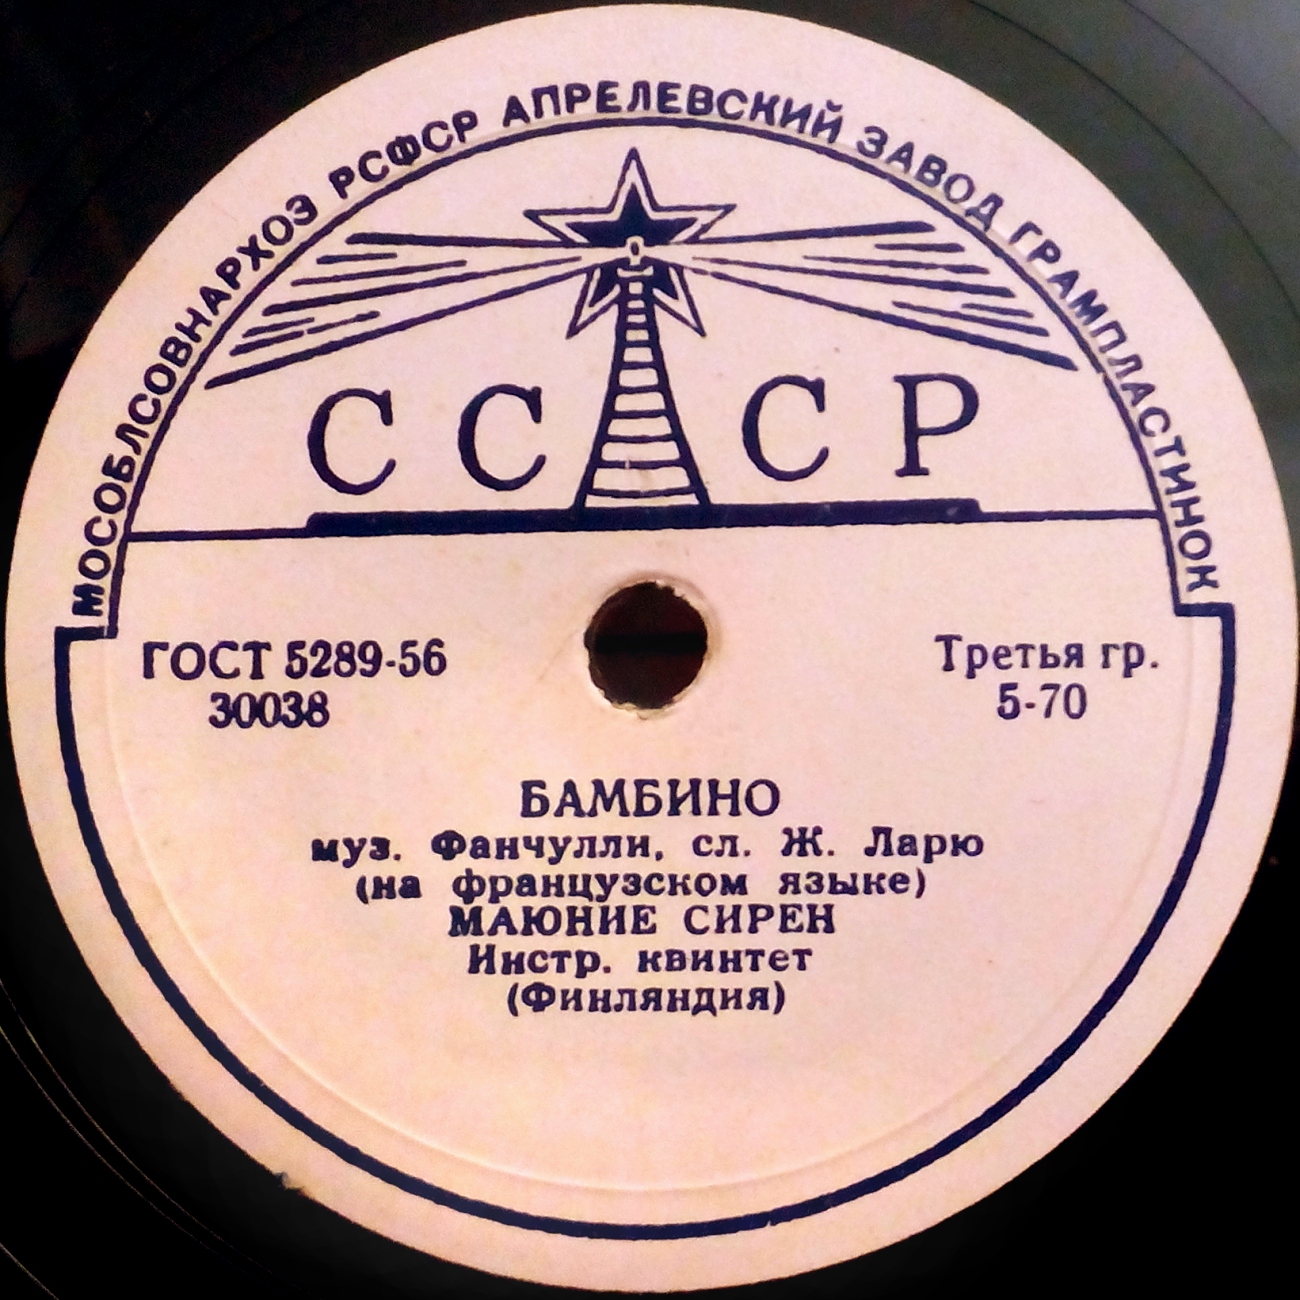 МОСОБЛСОВНАРХОЗ РСФСР АПРЕЛЕВСКИЙ ЗАВОД ГРАМПЛАСТИНОК
СССР
ГОСТ 5289-56
30038
Третья гр.
5-70
БАМБИНО
муз. Фанчулли, сл. Ж. Ларю
(на французском языке)
МАЮНИЕ СИРЕН
Инстр. квинтет
(Финляндия)